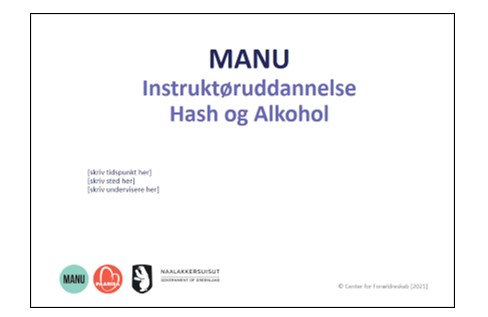 MANU
Instruktøruddannelse
Hash og Alkohol
[skriv tidspunkt her]
[skriv sted her]
[skriv undervisere her]
MANU
PAARISA
NAALAKKERSUISUT
GOVERNMENT OF GREENLAND
© Center for Forældreskab [2021]